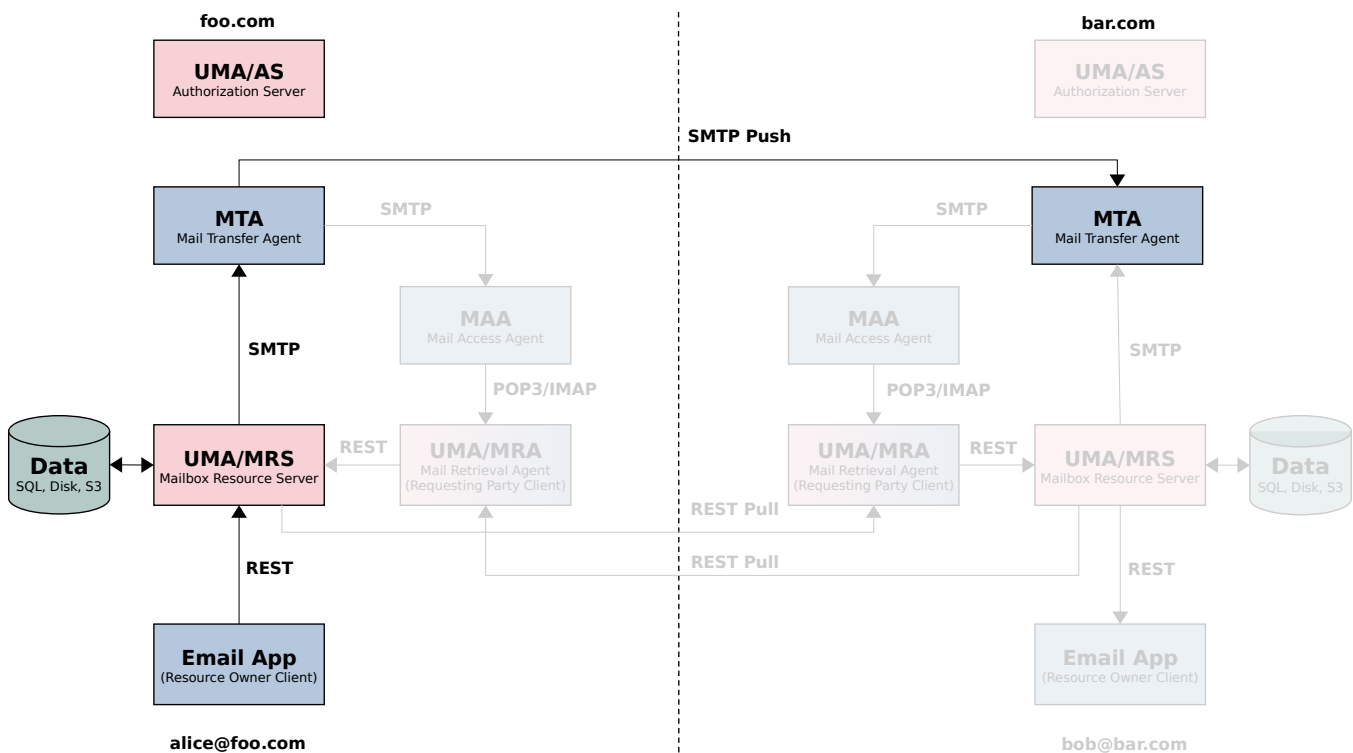 foo.com
bar.com
UMA/AS
Authorization Server
UMA/AS
Authorization Server
SMTP Push
MTA
Mail Transfer Agent
SMTP
SMTP
MTA
Mail Transfer Agent
MAA
Mail Access Agent
MAA
Mail Access Agent
SMTP
SMTP
POP3/IMAP
POP3/IMAP
Data
SQL, Disk, S3
UMA/MRS
Mailbox Resource Server
REST
UMA/MRA
Mail Retrieval Agent
(Requesting Party Client)
UMA/MRA
Mail Retrieval Agent
(Requesting Party Client)
REST
UMA/MRS
Mailbox Resource Server
Data
SQL, Disk, S3
REST Pull
REST Pull
REST
REST
Email App
(Resource Owner Client)
Email App
(Resource Owner Client)
alice@foo.com
bob@bar.com